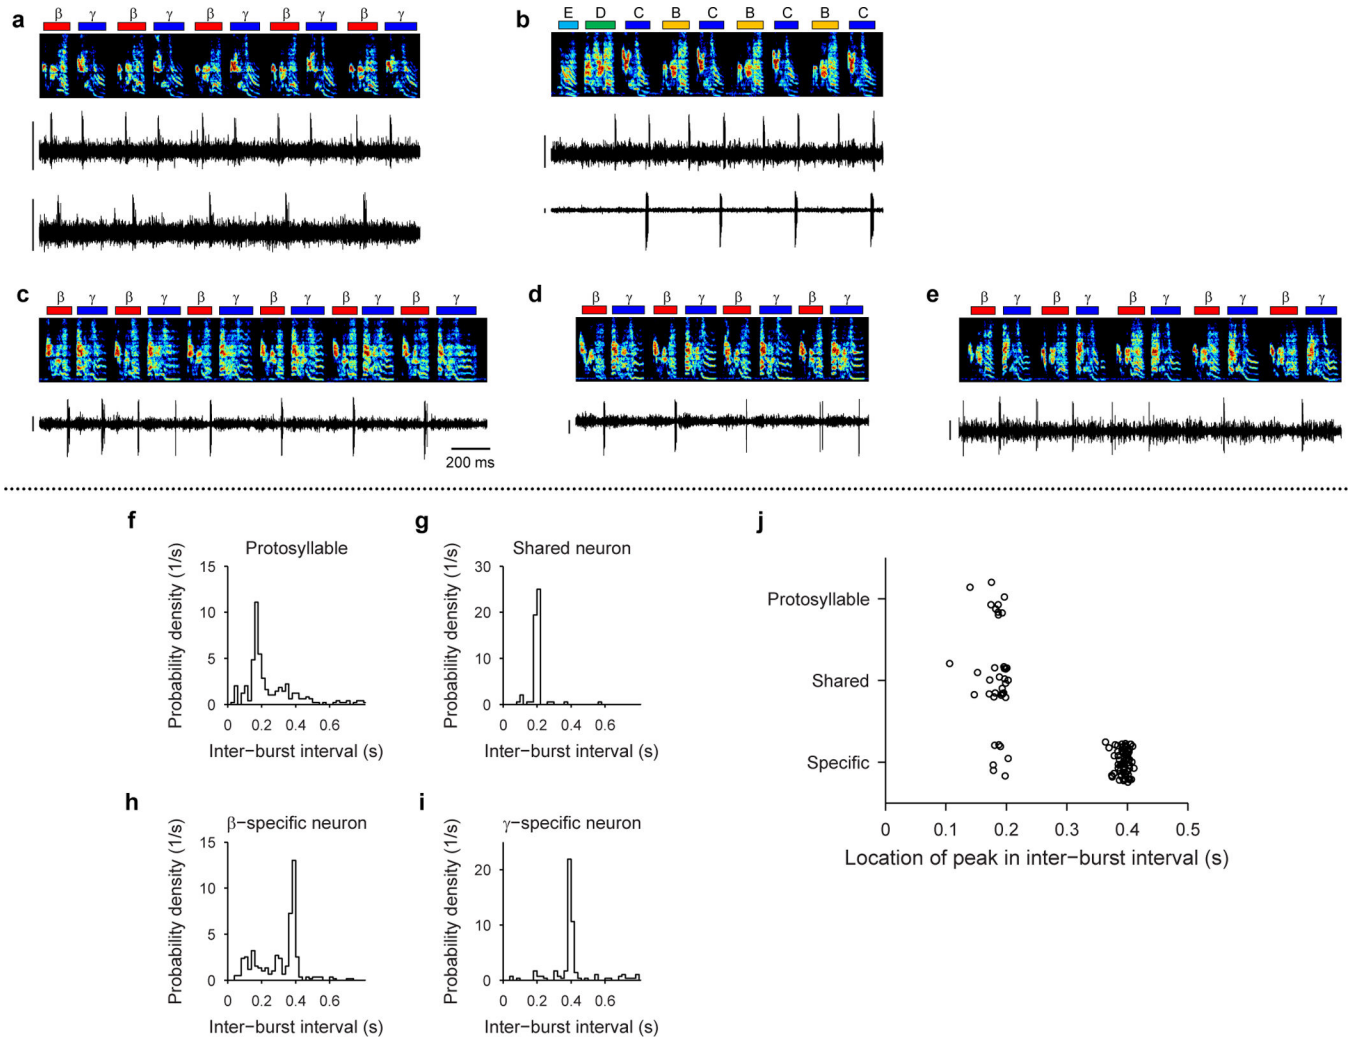 a
β γ β γ β γ β γ β γ
b
E D C B C B C B C
c
β γ β γ β γ β γ β γ β γ
200 ms
d
β γ β γ β γ β γ
e
β γ β γ β γ β γ β γ
f
Protosyllable
Probability density (1/s)
15
10
5
0
0 0.2 0.4 0.6
Inter−burst interval (s)
g
Shared neuron
Probability density (1/s)
30
20
10
0
0 0.2 0.4 0.6
Inter−burst interval (s)
h
β−specific neuron
Probability density (1/s)
15
10
5
0
0 0.2 0.4 0.6
Inter−burst interval (s)
i
γ−specific neuron
Probability density (1/s)
20
10
0
0 0.2 0.4 0.6
Inter−burst interval (s)
j
Protosyllable
Shared
Specific
0 0.1 0.2 0.3 0.4 0.5
Location of peak in inter−burst interval (s)